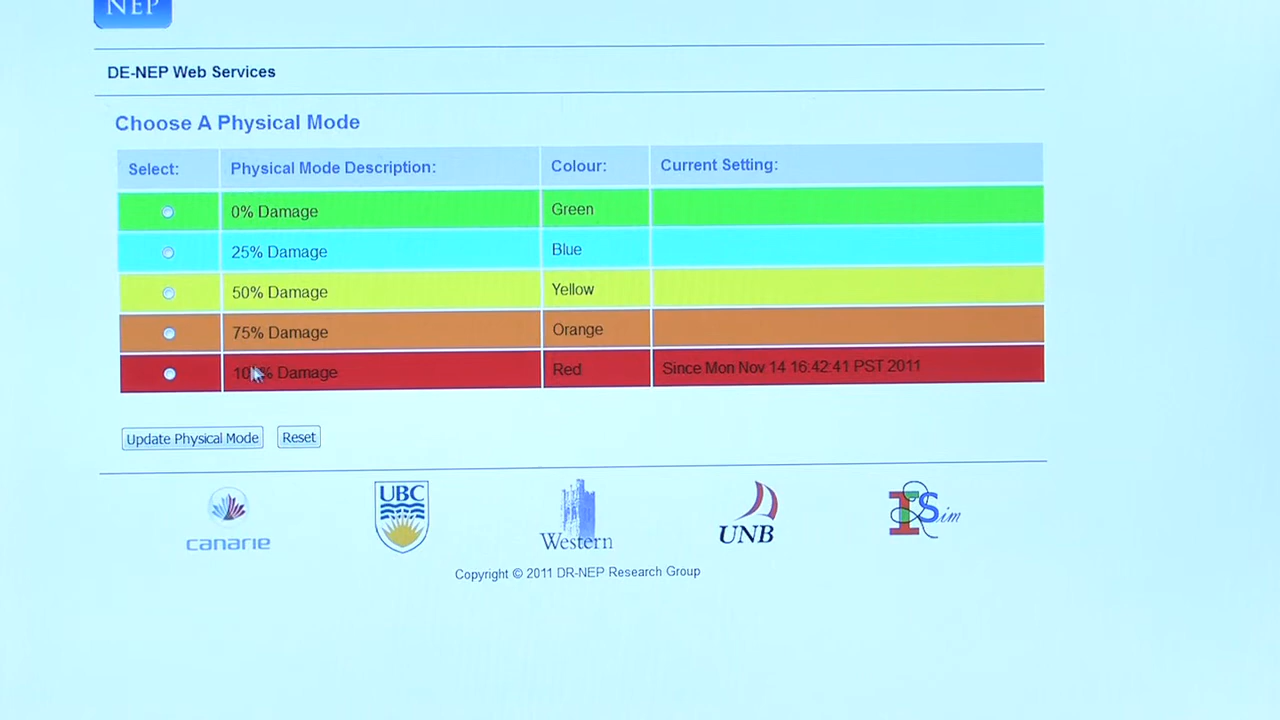 NEP
DE-NEP Web Services
Choose A Physical Mode
Select: Physical Mode Description: Colour: Current Setting:
0% Damage Green
25% Damage Blue
50% Damage Yellow
75% Damage Orange
100% Damage Red Since Mon Nov 14 16:42:41 PST 2011
Update Physical Mode Reset
canarie UBC Western UNB I Sim
Copyright © 2011 DR-NEP Research Group